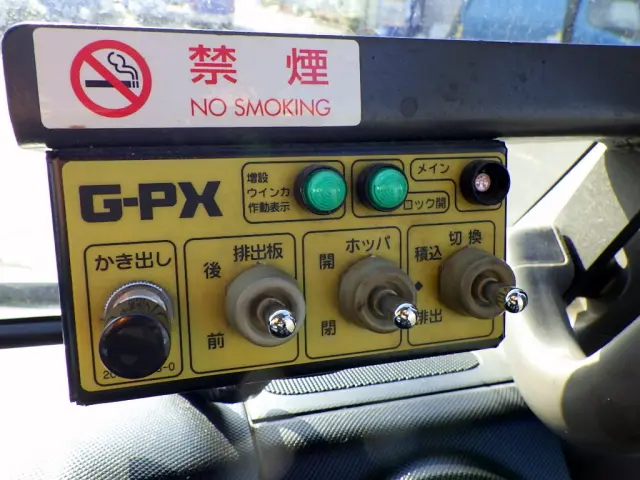 禁煙
NO SMOKING
G-PX
増設
ウインカ
作動表示
ロック開
メイン
かき出し
排出板
後
前
ホッパ
開
閉
切換
積込
排出